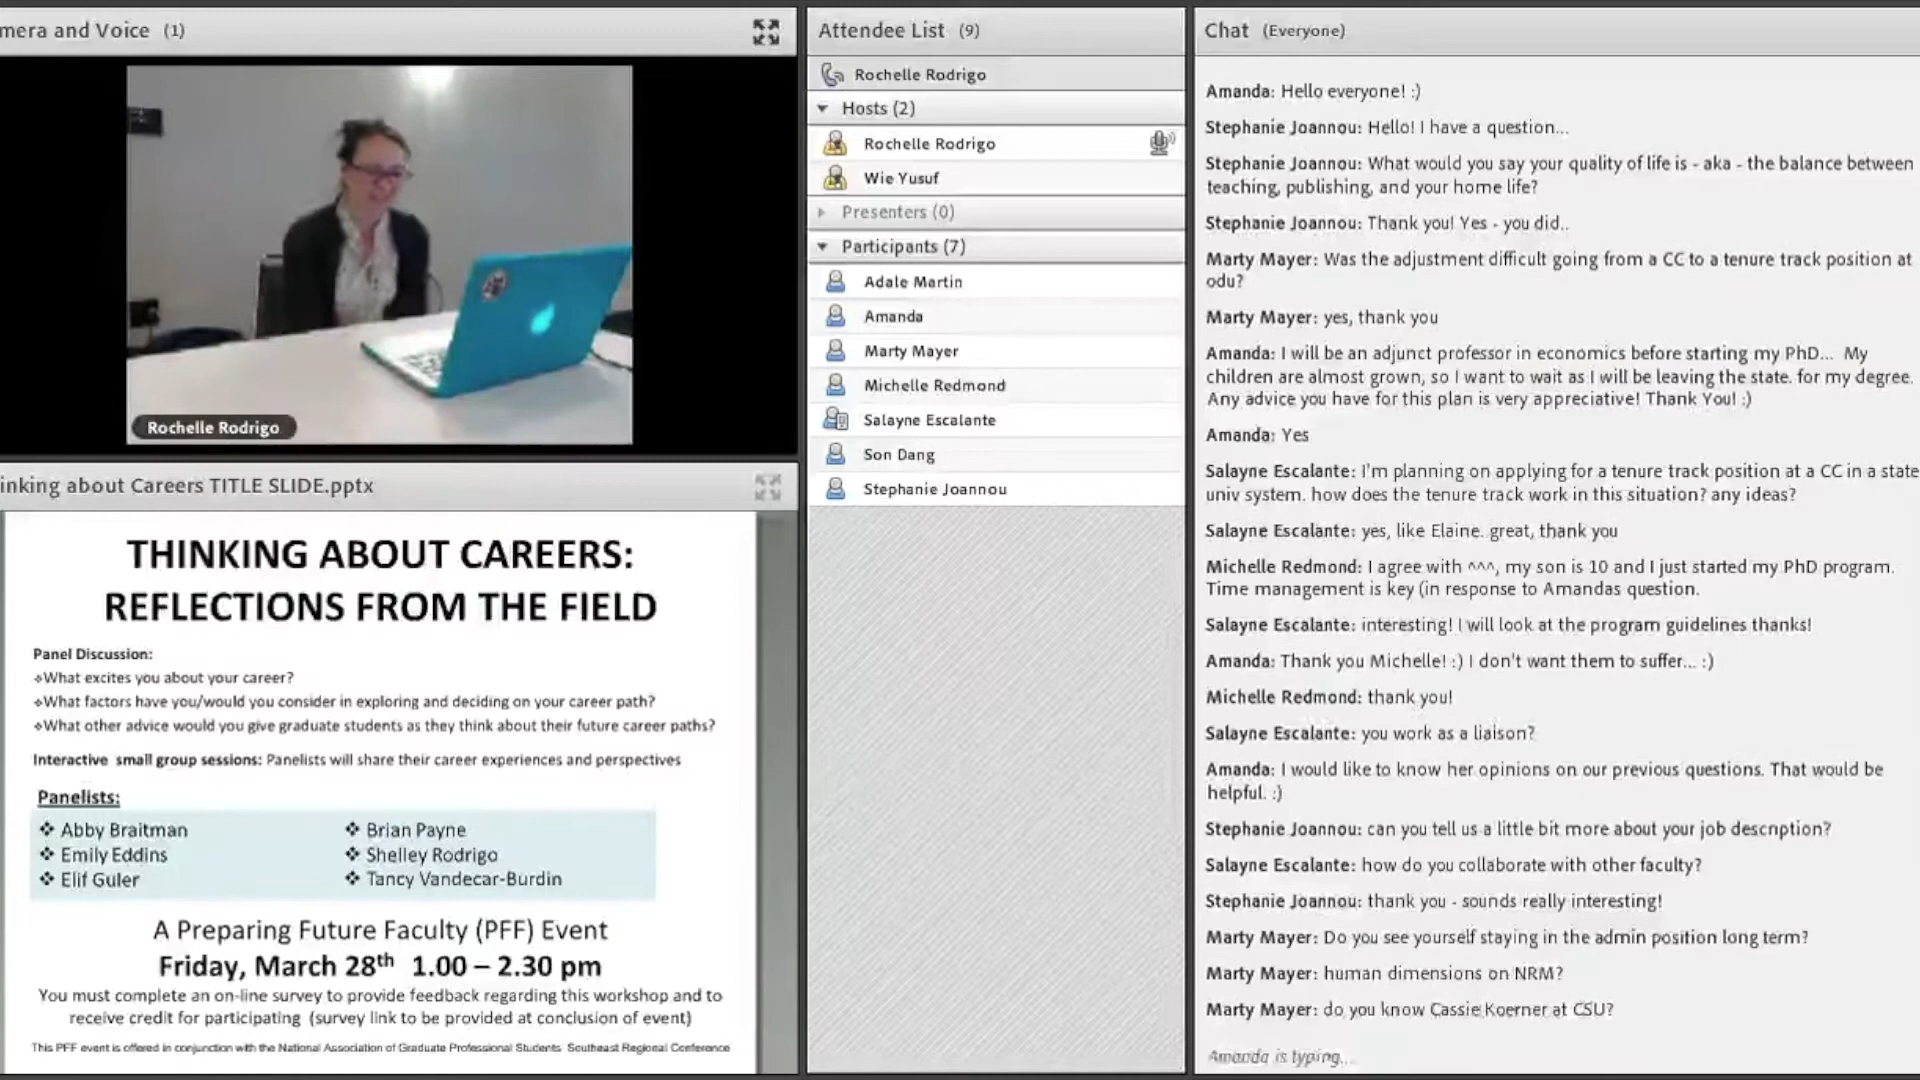 mera and Voice (1)
Rochelle Rodrigo
inking about Careers TITLE SLIDE.pptx
THINKING ABOUT CAREERS:
REFLECTIONS FROM THE FIELD
Panel Discussion:
❖What excites you about your career?
❖What factors have you/would you consider in exploring and deciding on your career path?
❖What other advice would you give graduate students as they think about their future career paths?
Interactive small group sessions: Panelists will share their career experiences and perspectives
Panelists:
❖ Abby Braitman
❖ Emily Eddins
❖ Elif Guler
❖ Brian Payne
❖ Shelley Rodrigo
❖ Tancy Vandecar-Burdin
A Preparing Future Faculty (PFF) Event
Friday, March 28th 1.00 – 2.30 pm
You must complete an on-line survey to provide feedback regarding this workshop and to
receive credit for participating (survey link to be provided at conclusion of event)
This PFF event is offered in conjunction with the National Association of Graduate Professional Students Southeast Regional Conference
Attendee List (9)
Rochelle Rodrigo
Hosts (2)
Rochelle Rodrigo
Wie Yusuf
Presenters (0)
Participants (7)
Adale Martin
Amanda
Marty Mayer
Michelle Redmond
Salayne Escalante
Son Dang
Stephanie Joannou
Chat (Everyone)
Amanda: Hello everyone! :)
Stephanie Joannou: Hello! I have a question...
Stephanie Joannou: What would you say your quality of life is - aka - the balance between
teaching, publishing, and your home life?
Stephanie Joannou: Thank you! Yes - you did..
Marty Mayer: Was the adjustment difficult going from a CC to a tenure track position at
odu?
Marty Mayer: yes, thank you
Amanda: I will be an adjunct professor in economics before starting my PhD... My
children are almost grown, so I want to wait as I will be leaving the state. for my degree.
Any advice you have for this plan is very appreciative! Thank You! :)
Amanda: Yes
Salayne Escalante: I'm planning on applying for a tenure track position at a CC in a state
univ system. how does the tenure track work in this situation? any ideas?
Salayne Escalante: yes, like Elaine. great, thank you
Michelle Redmond: I agree with ^^^, my son is 10 and I just started my PhD program.
Time management is key (in response to Amandas question.
Salayne Escalante: interesting! I will look at the program guidelines thanks!
Amanda: Thank you Michelle! :) I don't want them to suffer... :)
Michelle Redmond: thank you!
Salayne Escalante: you work as a liaison?
Amanda: I would like to know her opinions on our previous questions. That would be
helpful. :)
Stephanie Joannou: can you tell us a little bit more about your job description?
Salayne Escalante: how do you collaborate with other faculty?
Stephanie Joannou: thank you - sounds really interesting!
Marty Mayer: Do you see yourself staying in the admin position long term?
Marty Mayer: human dimensions on NRM?
Marty Mayer: do you know Cassie Koerner at CSU?
Amanda is typing...